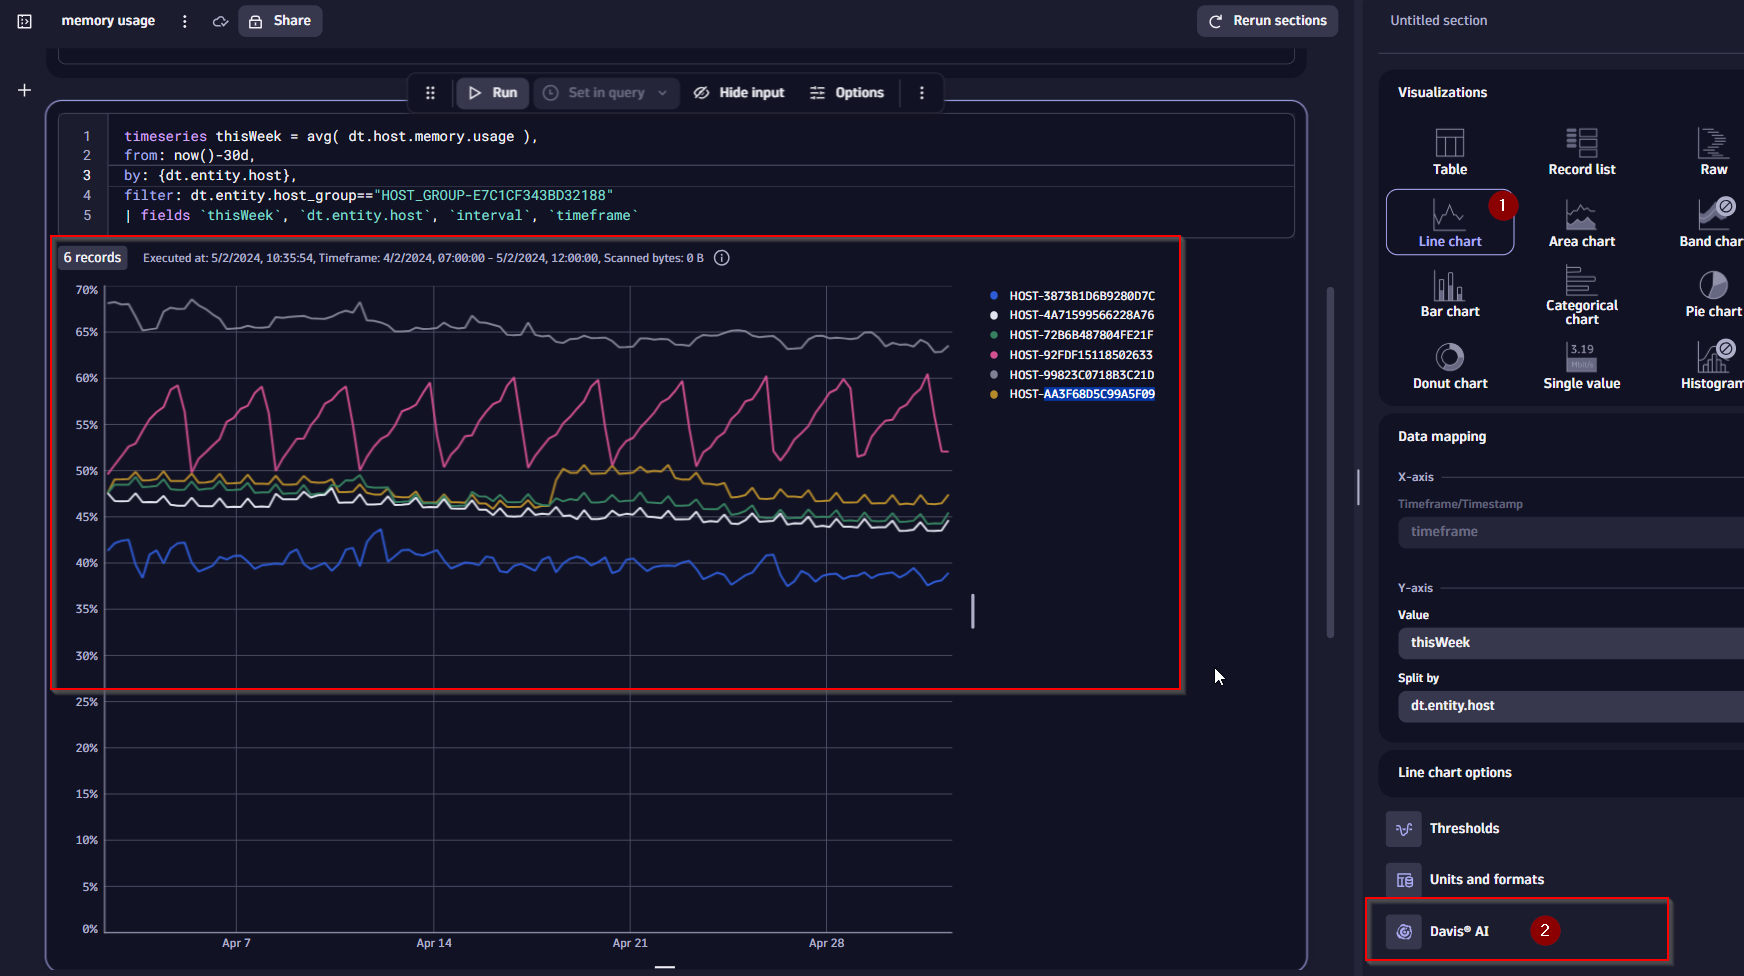 memory usage
Share
Rerun sections
Untitled section
Run
Set in query
Hide input
Options
1 timeseries thisWeek = avg( dt.host.memory.usage ),
2 from: now()-30d,
3 by: {dt.entity.host},
4 filter: dt.entity.host_group=="HOST_GROUP-E7C1CF343BD32188"
5 | fields `thisWeek`, `dt.entity.host`, `interval`, `timeframe`
6 records
Executed at: 5/2/2024, 10:35:54, Timeframe: 4/2/2024, 07:00:00 - 5/2/2024, 12:00:00, Scanned bytes: 0 B
70%
65%
60%
55%
50%
45%
40%
35%
30%
25%
20%
15%
10%
5%
0%
Apr 7
Apr 14
Apr 21
Apr 28
HOST-3873B1D6B9280D7C
HOST-4A71599566228A76
HOST-72B6B487804FE21F
HOST-92FDF15118502633
HOST-99823C0718B3C21D
HOST-AA3F68D5C99A5F09
Visualizations
Table
Record list
Raw
1
Line chart
Area chart
Band char
Bar chart
Categorical
chart
Pie chart
Donut chart
3.19
Mbit/s
Single value
Histogram
Data mapping
X-axis
Timeframe/Timestamp
timeframe
Y-axis
Value
thisWeek
Split by
dt.entity.host
Line chart options
Thresholds
Units and formats
Davis® AI
2